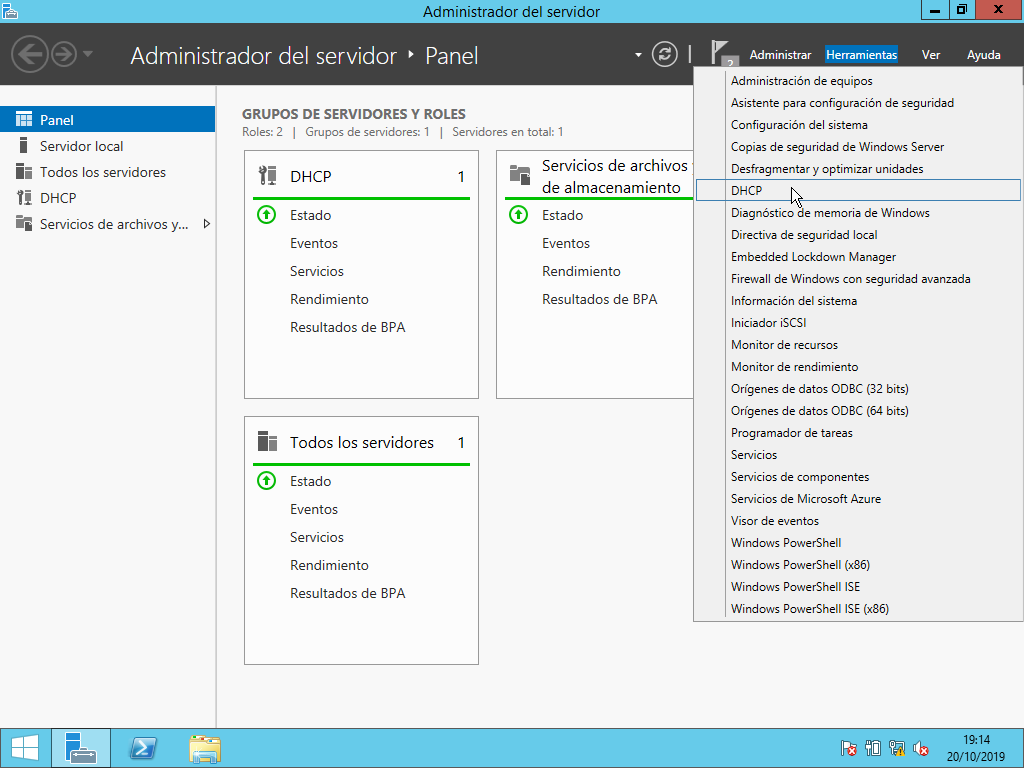 Administrador del servidor
Administrador del servidor ‣ Panel
2
Administrar
Herramientas
Ver
Ayuda
Panel
Servidor local
Todos los servidores
DHCP
Servicios de archivos y...
GRUPOS DE SERVIDORES Y ROLES
Roles: 2 | Grupos de servidores: 1 | Servidores en total: 1
DHCP 1
Estado
Eventos
Servicios
Rendimiento
Resultados de BPA
Servicios de archivos y
de almacenamiento
Estado
Eventos
Rendimiento
Resultados de BPA
Todos los servidores 1
Estado
Eventos
Servicios
Rendimiento
Resultados de BPA
Administración de equipos
Asistente para configuración de seguridad
Configuración del sistema
Copias de seguridad de Windows Server
Desfragmentar y optimizar unidades
DHCP
Diagnóstico de memoria de Windows
Directiva de seguridad local
Embedded Lockdown Manager
Firewall de Windows con seguridad avanzada
Información del sistema
Iniciador iSCSI
Monitor de recursos
Monitor de rendimiento
Orígenes de datos ODBC (32 bits)
Orígenes de datos ODBC (64 bits)
Programador de tareas
Servicios
Servicios de componentes
Servicios de Microsoft Azure
Visor de eventos
Windows PowerShell
Windows PowerShell (x86)
Windows PowerShell ISE
Windows PowerShell ISE (x86)
19:14
20/10/2019